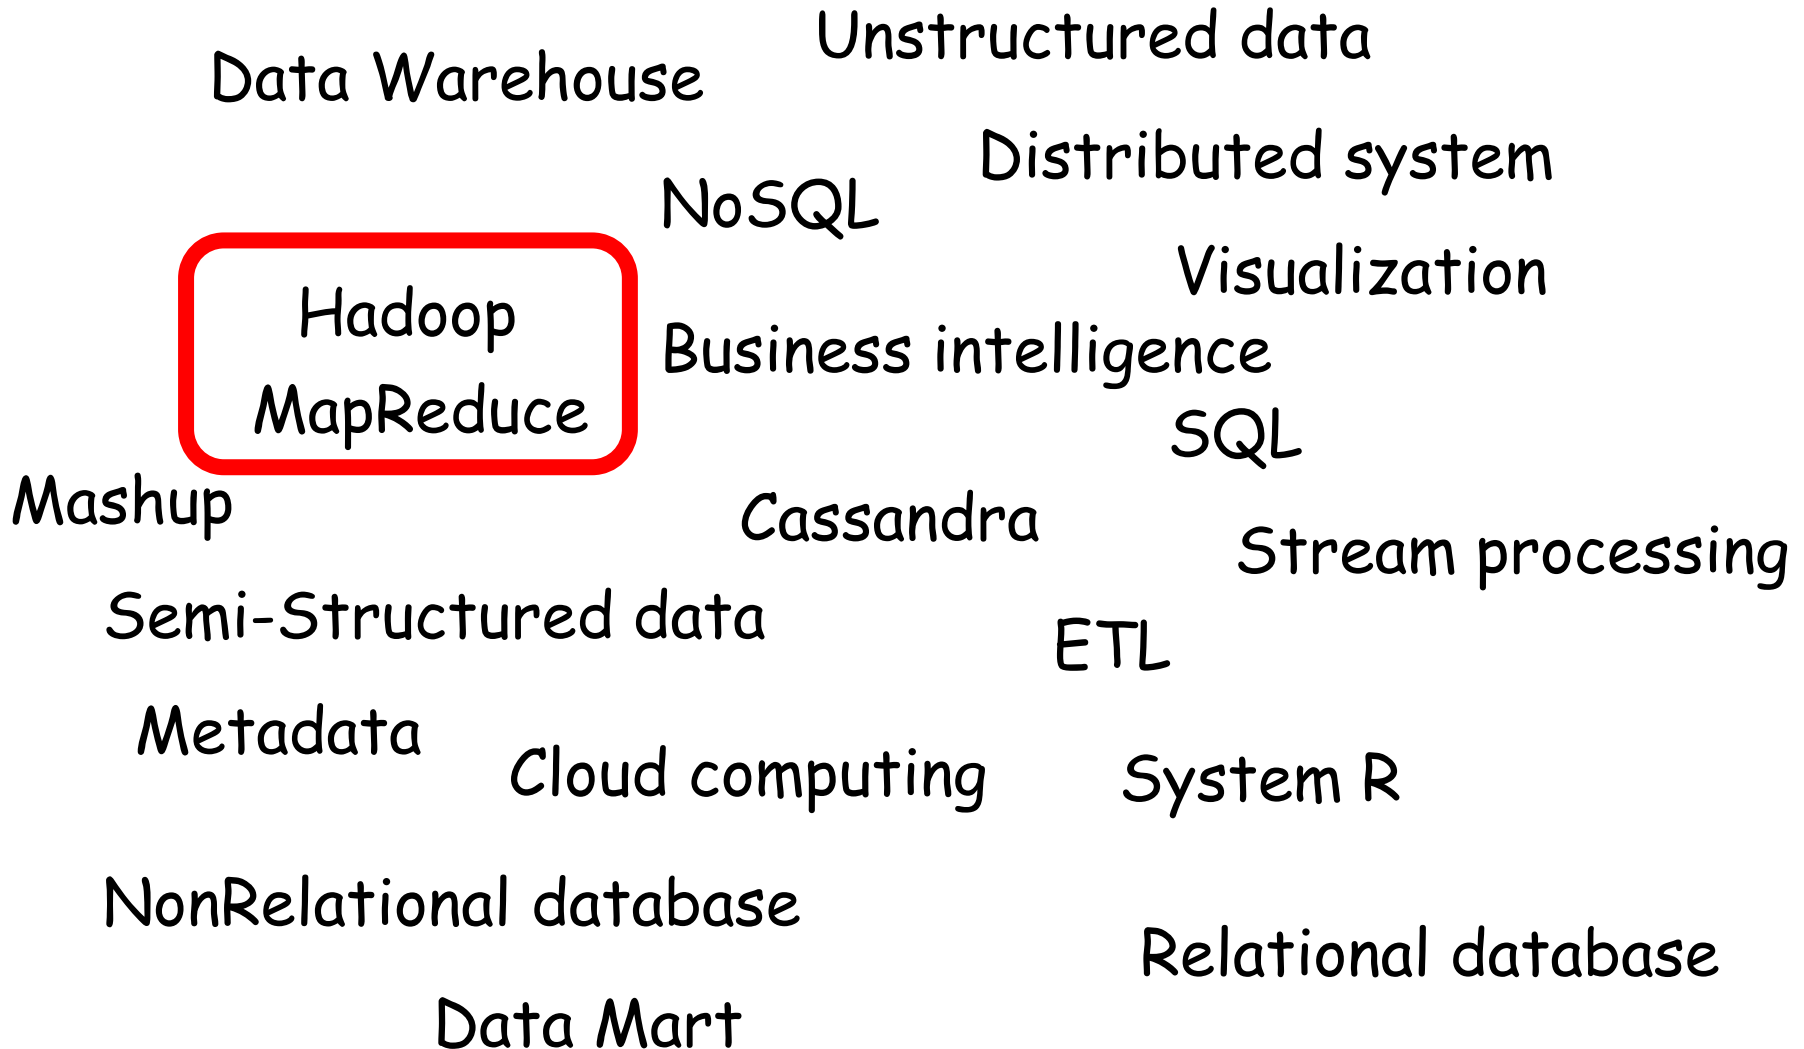 Unstructured data
Data Warehouse
Distributed system
NoSQL
Visualization
Hadoop
Business intelligence
MapReduce
SQL
Mashup
Cassandra
Stream processing
Semi-Structured data
ETL
Metadata
Cloud computing
System R
NonRelational database
Relational database
Data Mart